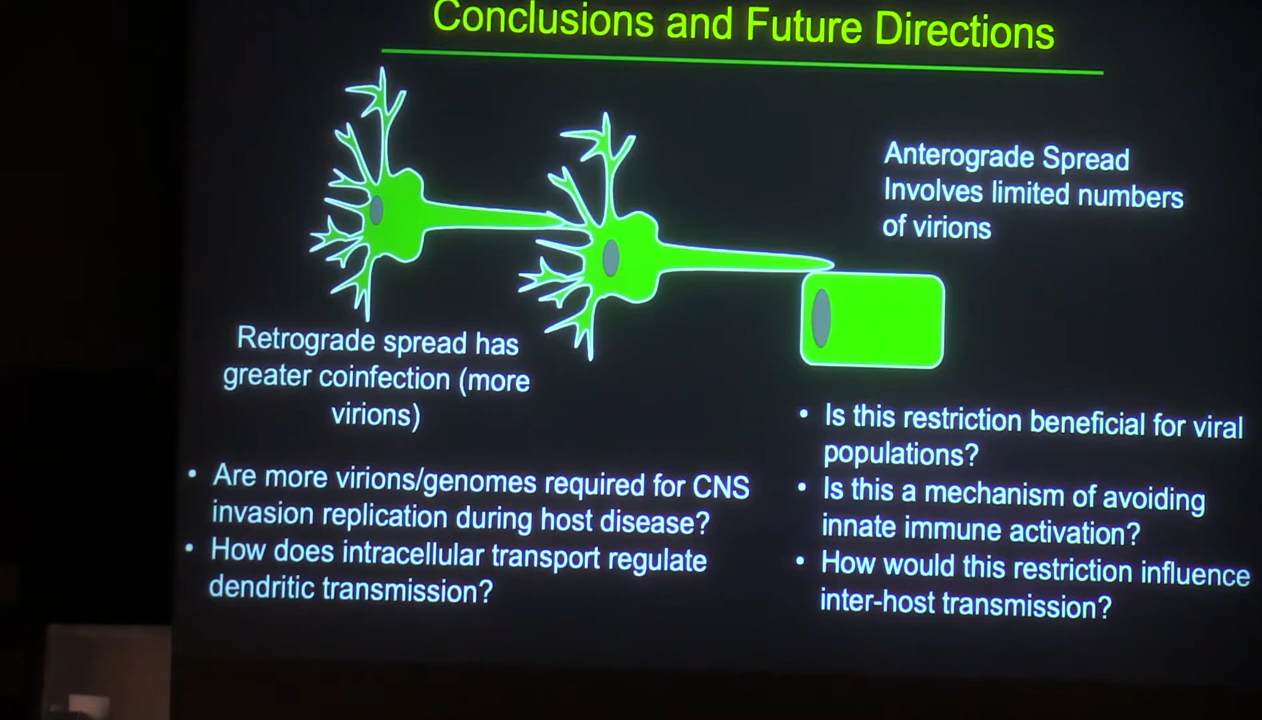 Conclusions and Future Directions
Anterograde Spread
Involves limited numbers
of virions
Retrograde spread has
greater coinfection (more
virions)
• Are more virions/genomes required for CNS
invasion replication during host disease?
• How does intracellular transport regulate
dendritic transmission?
• Is this restriction beneficial for viral
populations?
• Is this a mechanism of avoiding
innate immune activation?
• How would this restriction influence
inter-host transmission?